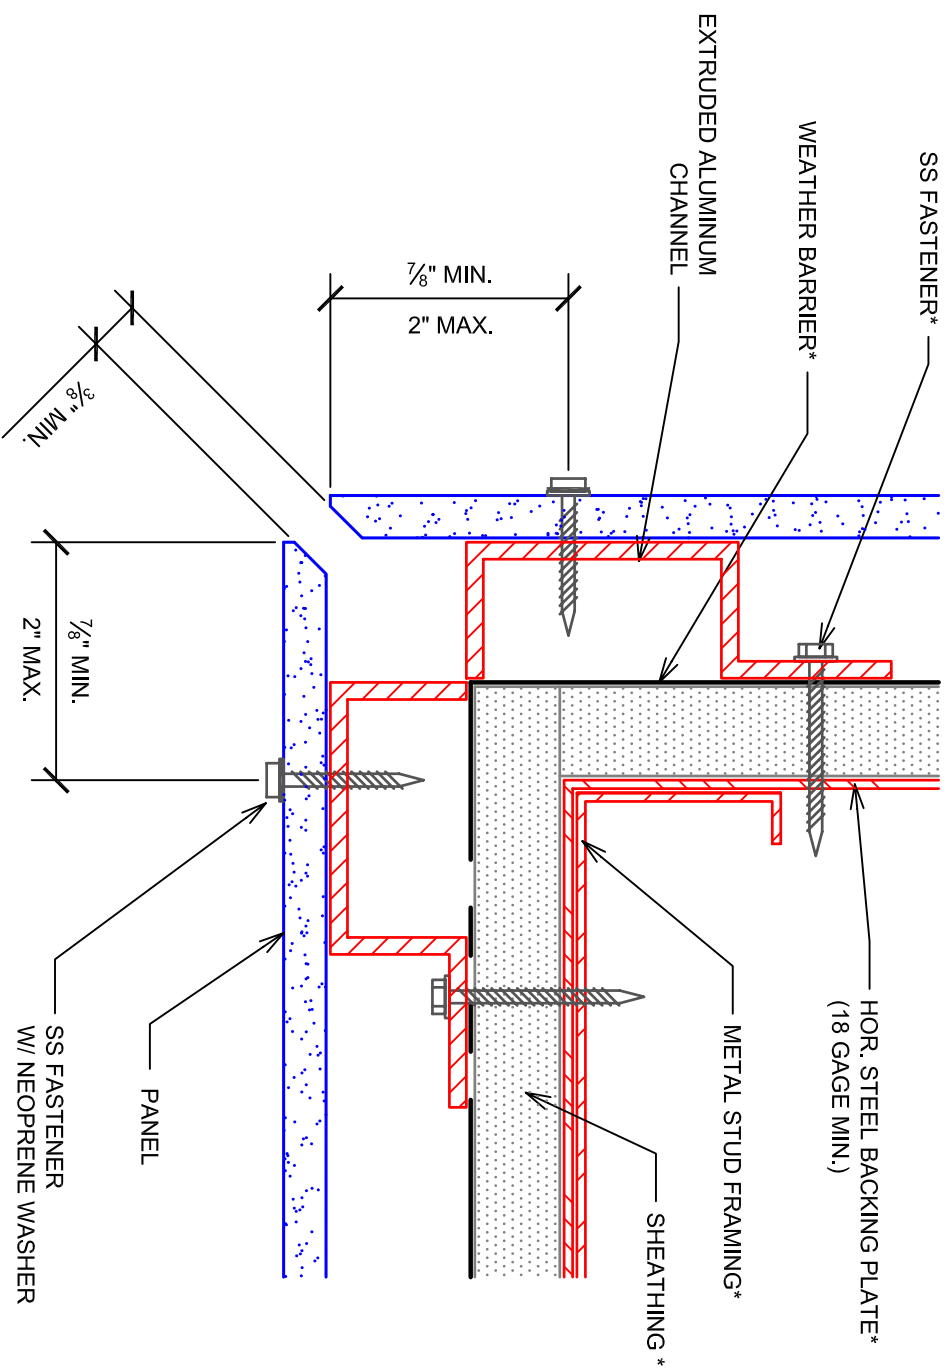 SS FASTENER*
WEATHER BARRIER*
EXTRUDED ALUMINUM
CHANNEL
⅞" MIN.
2" MAX.
⅜" MIN.
⅞" MIN.
2" MAX.
HOR. STEEL BACKING PLATE*
(18 GAGE MIN.)
METAL STUD FRAMING*
SHEATHING *
PANEL
SS FASTENER
W/ NEOPRENE WASHER